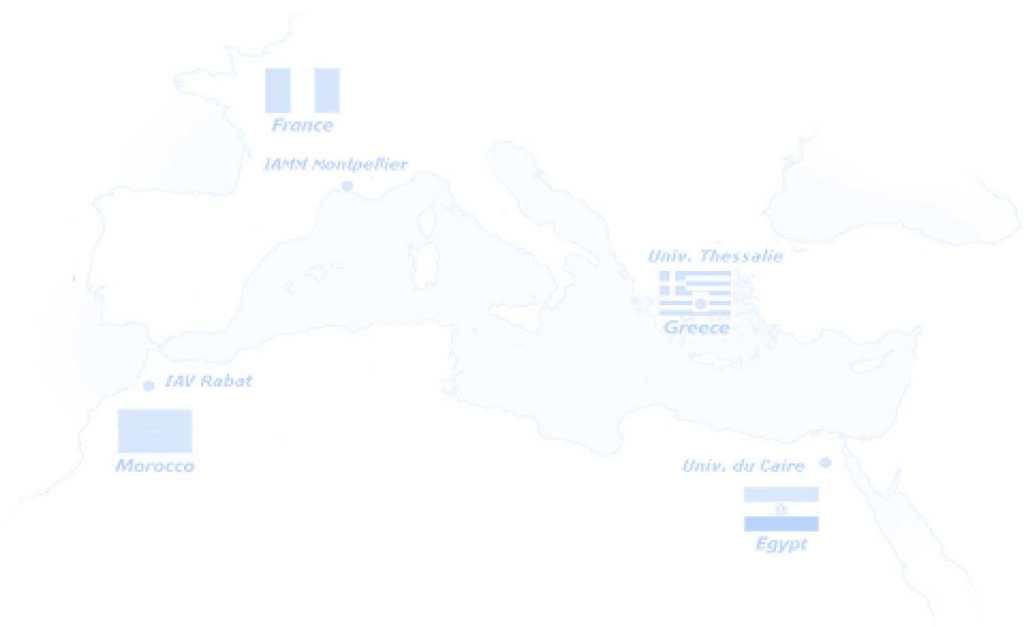 France
IAMM Montpellier
Univ. Thessalie
Greece
IAV Rabat
Morocco
Univ. du Caire
Egypt